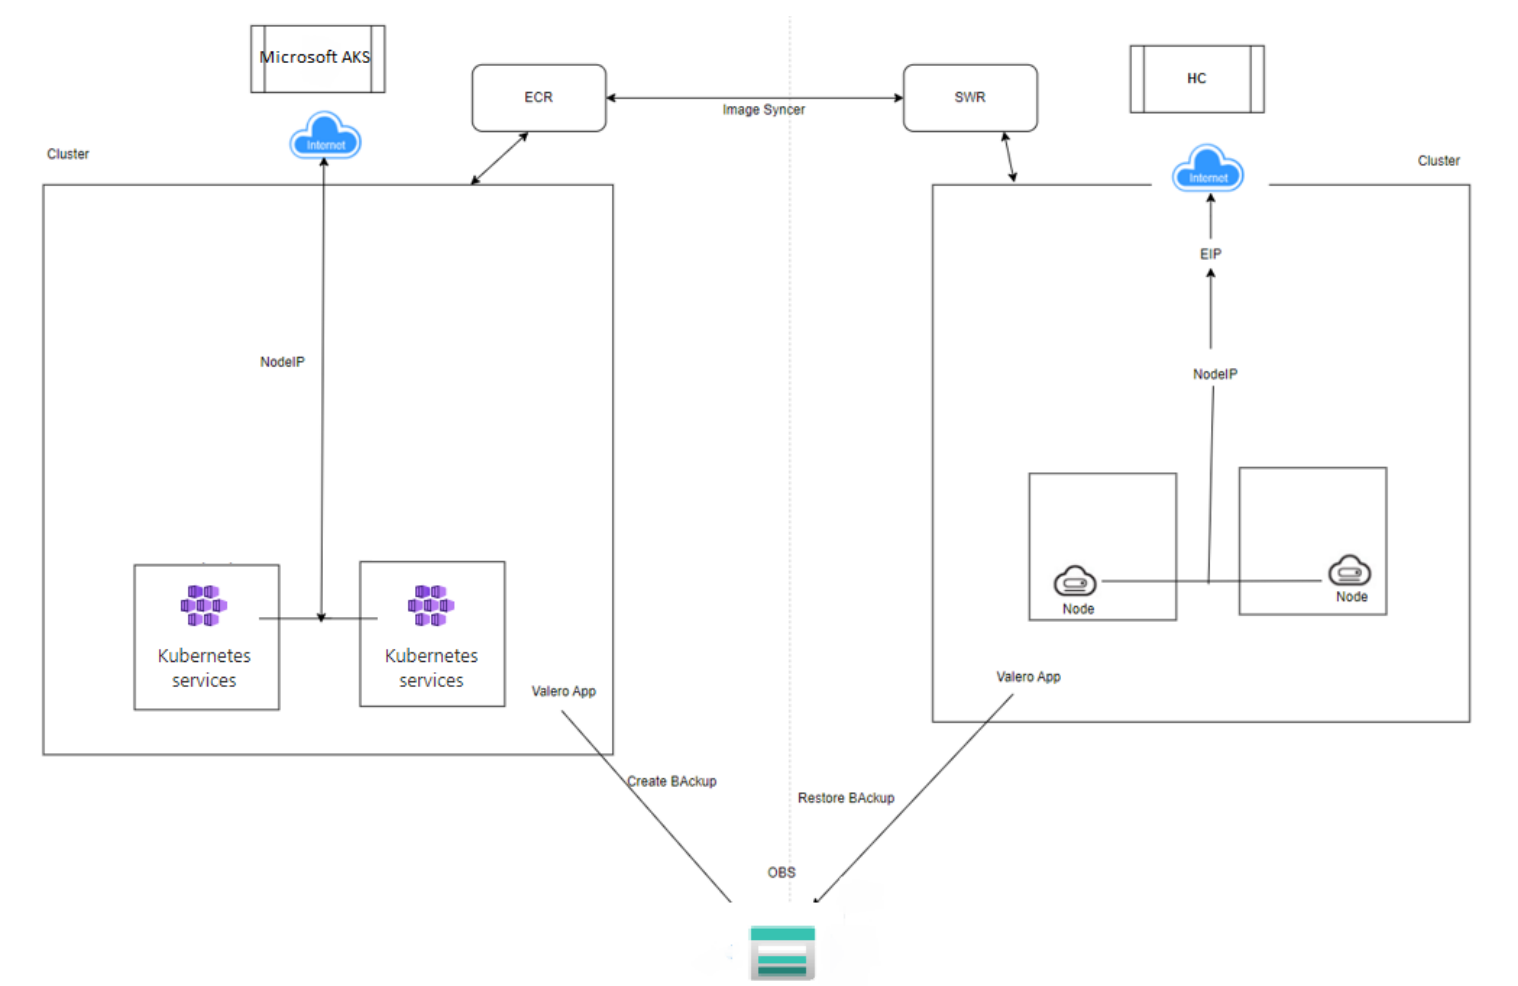 Microsoft AKS
HC
ECR
SWR
Image Syncer
Internet
Internet
Cluster
Cluster
EIP
NodeIP
NodeIP
Node
Node
Kubernetes
services
Kubernetes
services
Valero App
Valero App
Create BAckup
Restore BAckup
OBS